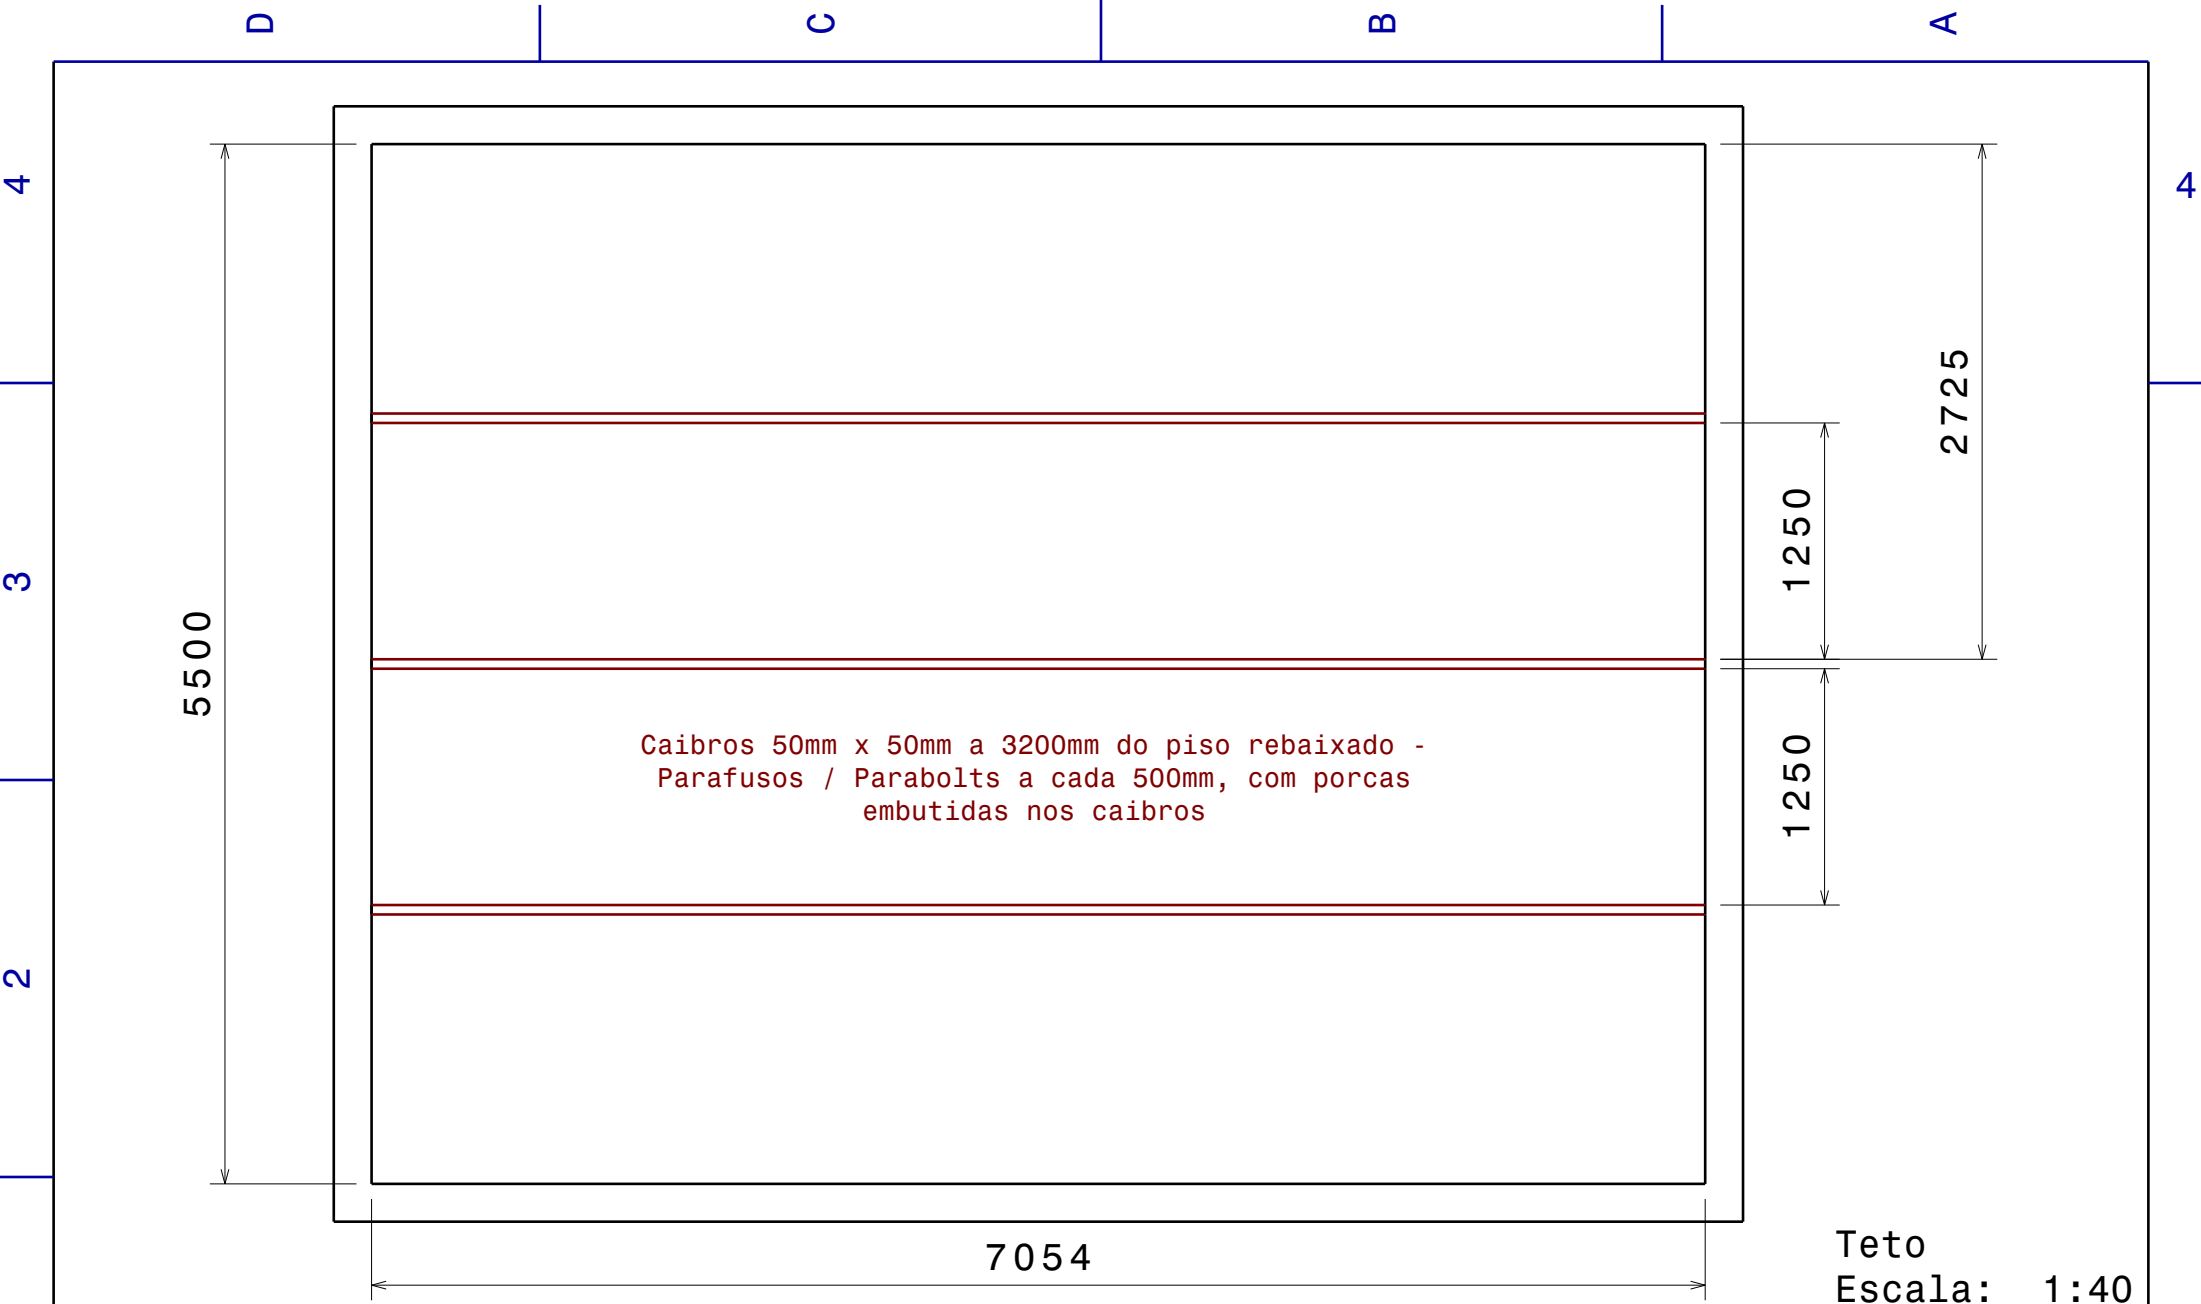 D
C
B
A
4
4
2725
1250
3
5500
Caibros 50mm x 50mm a 3200mm do piso rebaixado -
Parafusos / Parabolts a cada 500mm, com porcas
embutidas nos caibros
1250
2
7054
Teto
Escala: 1:40